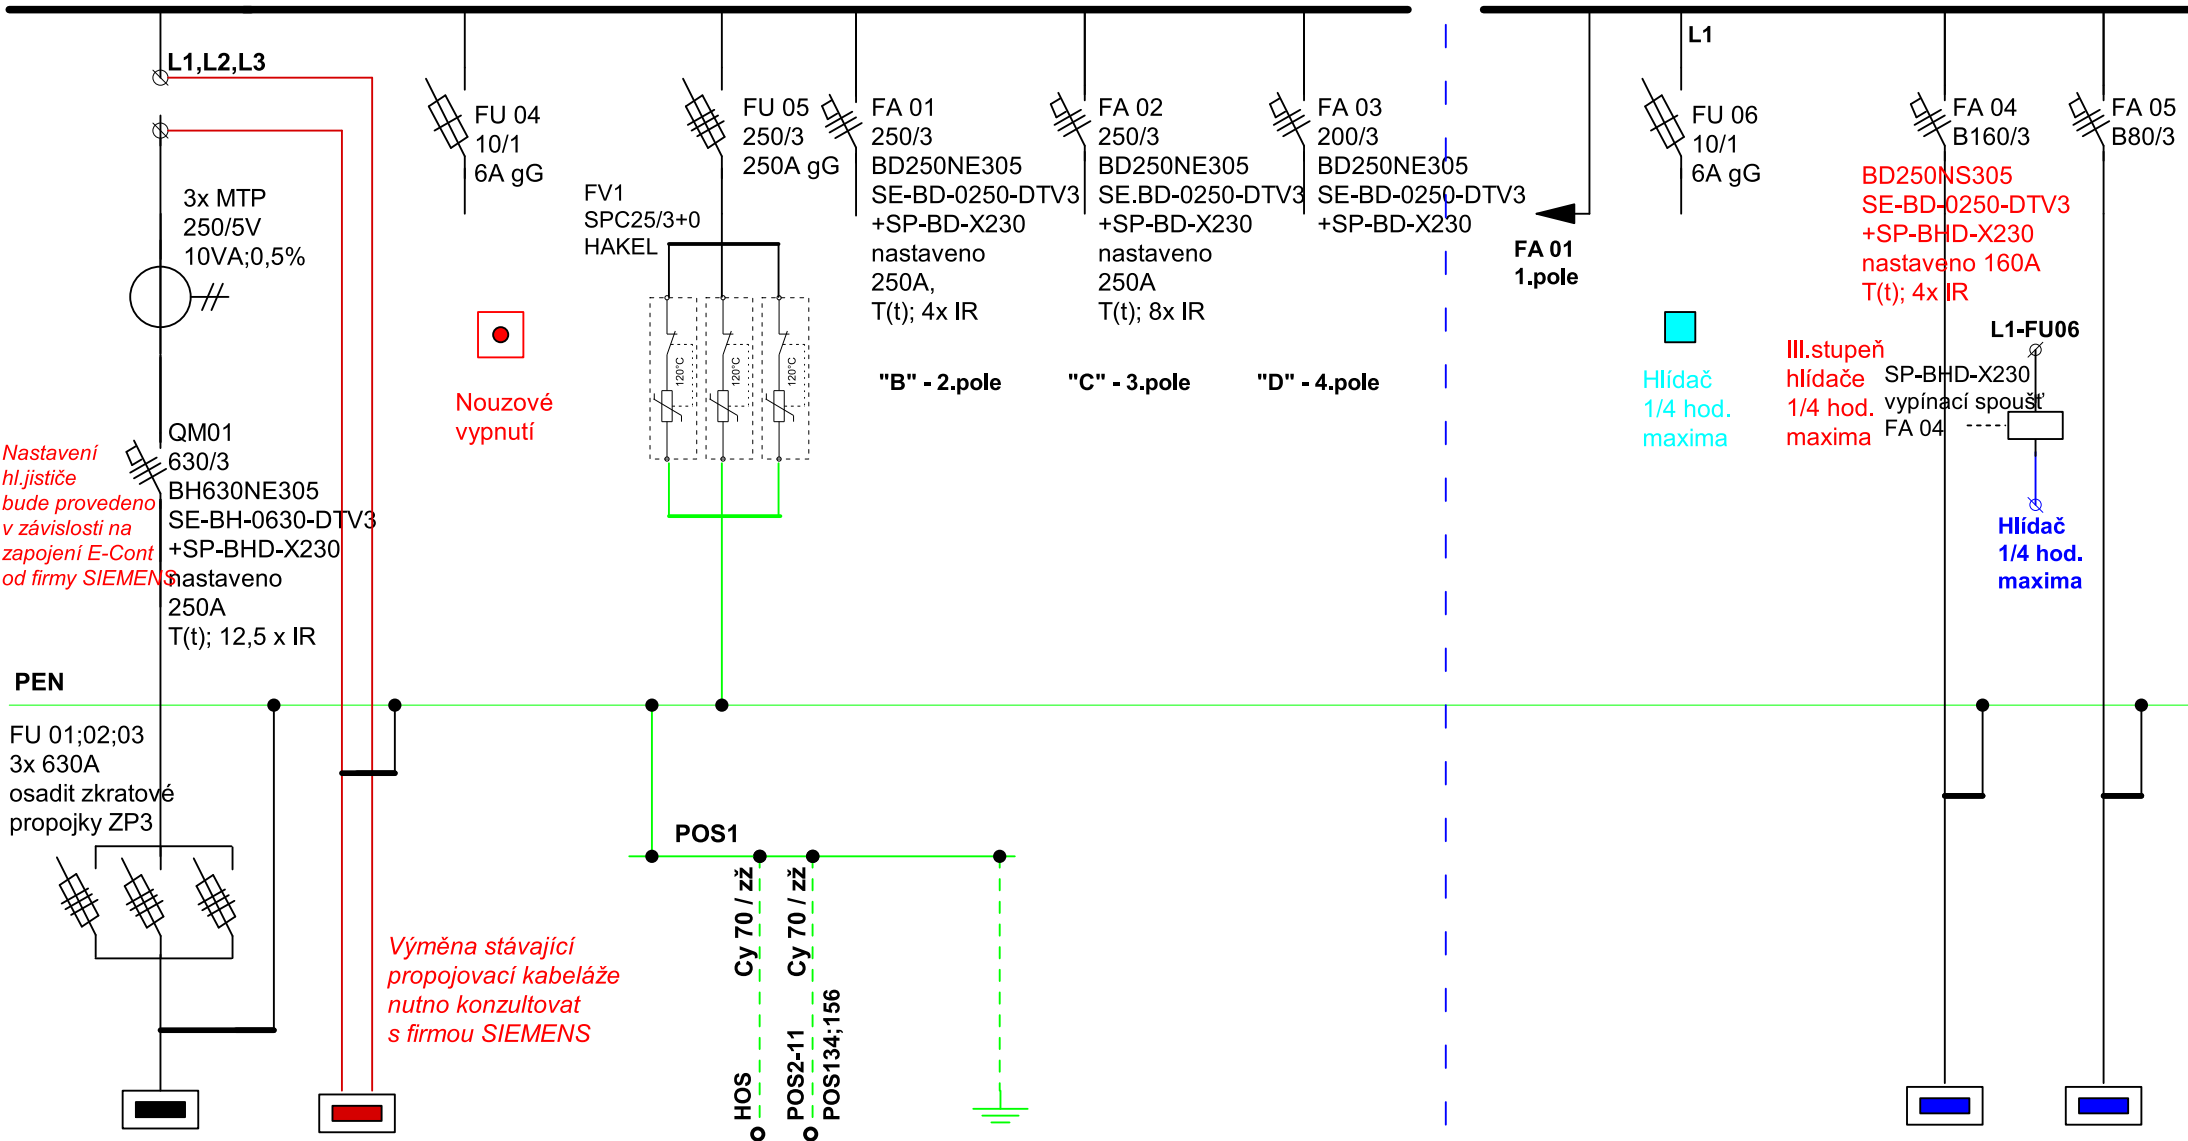 L1,L2,L3
3x MTP
250/5V
10VA;0,5%
QM01
630/3
BH630NE305
SE-BH-0630-DTV3
+SP-BHD-X230
nastaveno
250A
T(t); 12,5 x IR
Nastavení
hl.jističe
bude provedeno
v závislosti na
zapojení E-Cont
od firmy SIEMENS
FU 04
10/1
6A gG
Nouzové
vypnutí
FU 05
250/3
250A gG
FV1
SPC25/3+0
HAKEL
120°C
120°C
120°C
FA 01
250/3
BD250NE305
SE-BD-0250-DTV3
+SP-BD-X230
nastaveno
250A,
T(t); 4x IR
"B" - 2.pole
FA 02
250/3
BD250NE305
SE.BD-0250-DTV3
+SP-BD-X230
nastaveno
250A
T(t); 8x IR
"C" - 3.pole
FA 03
200/3
BD250NE305
SE-BD-0250-DTV3
+SP-BD-X230
"D" - 4.pole
FA 01
1.pole
L1
FU 06
10/1
6A gG
Hlídač
1/4 hod.
maxima
FA 04
B160/3
BD250NS305
SE-BD-0250-DTV3
+SP-BHD-X230
nastaveno 160A
T(t); 4x IR
III.stupeň
hlídače
1/4 hod.
maxima
L1-FU06
SP-BHD-X230
vypínací spoušť
FA 04
Hlídač
1/4 hod.
maxima
FA 05
B80/3
PEN
FU 01;02;03
3x 630A
osadit zkratové
propojky ZP3
Výměna stávající
propojovací kabeláže
nutno konzultovat
s firmou SIEMENS
POS1
Cy 70 / zž
HOS
Cy 70 / zž
POS2-11
POS134;156